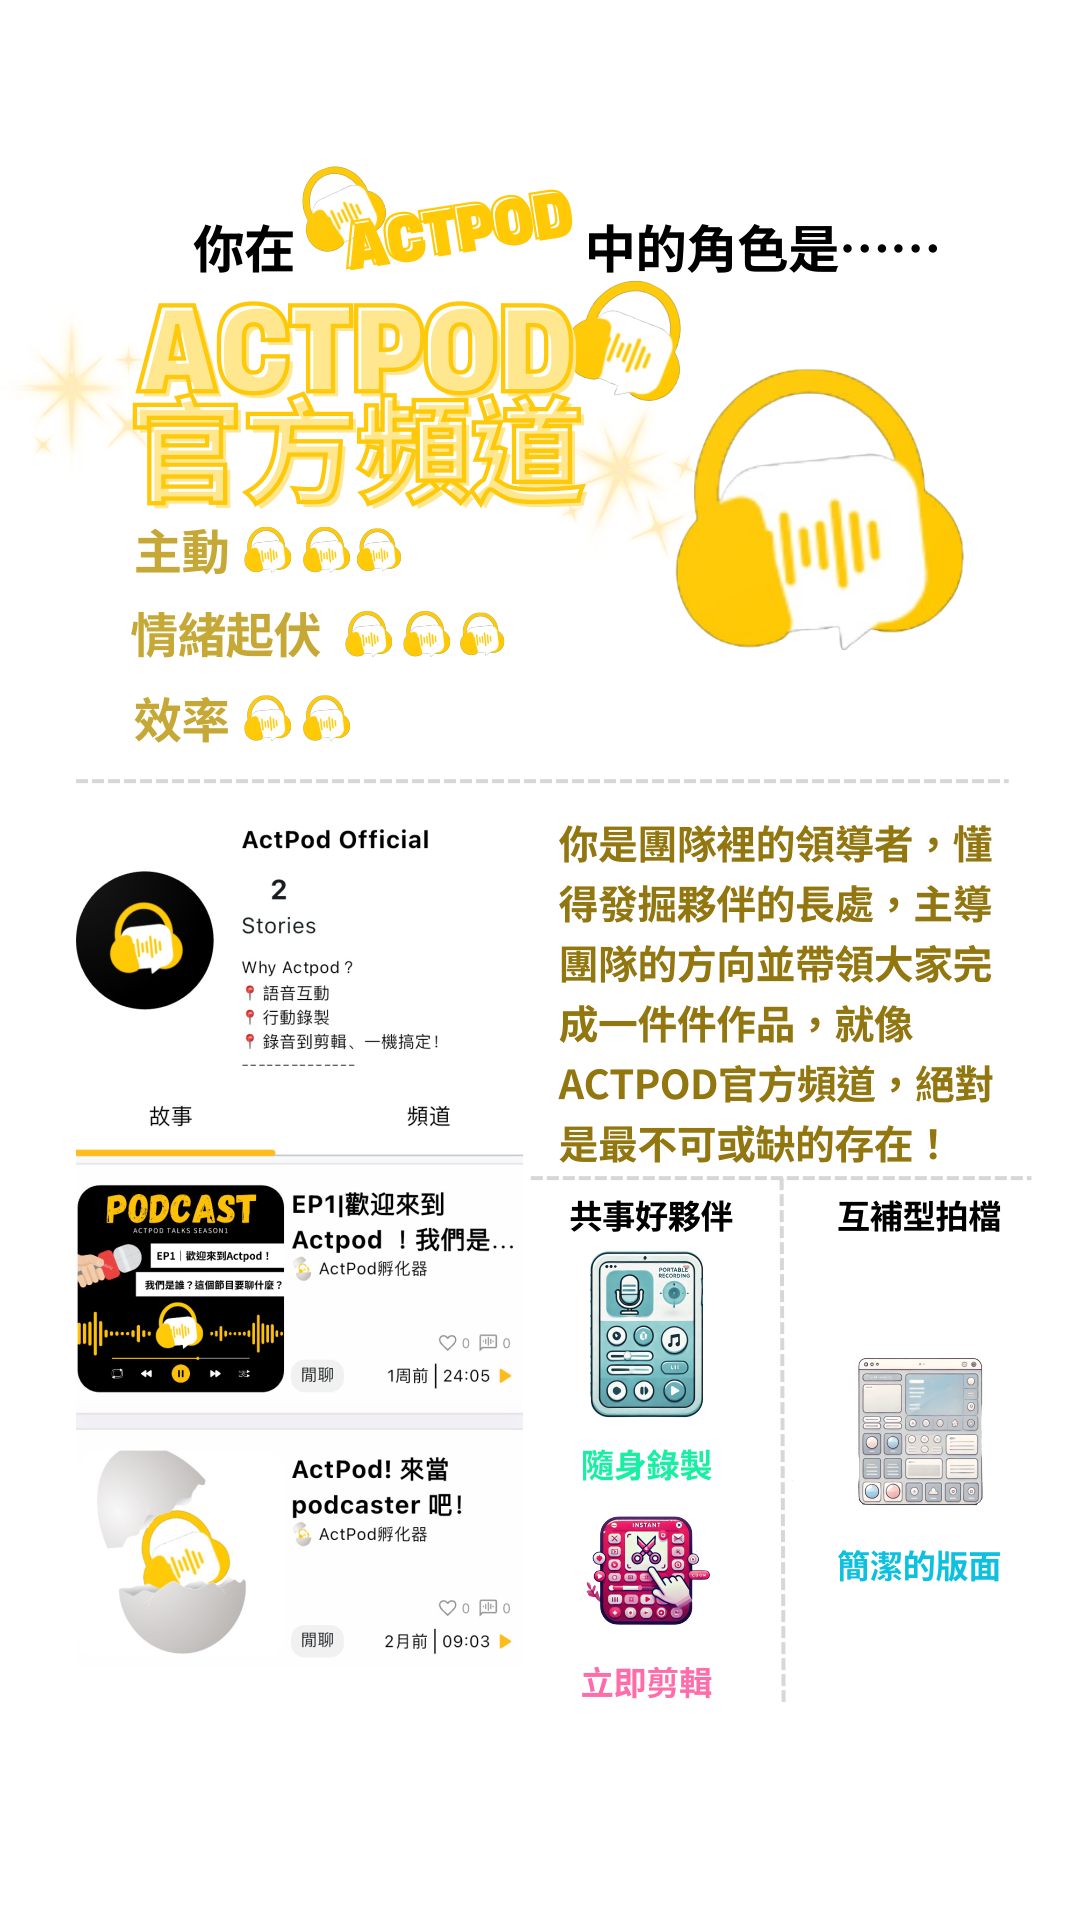 你在
ACTPOD
中的角色是⋯⋯
ACTPOD
官方頻道
主動
情緒起伏
效率
ActPod Official
2
Stories
Why Actpod ?
📍 語音互動
📍 行動錄製
📍 錄音到剪輯、一機搞定!
--------------
故事
頻道
PODCAST
ACTPOD TALKS SEASON1
EP1｜歡迎來到Actpod！
我們是誰？這個節目要聊什麼？
EP1|歡迎來到
Actpod ！我們是...
ActPod孵化器
0 0
閒聊
1周前 | 24:05
ActPod! 來當
podcaster 吧!
ActPod孵化器
0 0
閒聊
2月前 | 09:03
你是團隊裡的領導者，懂
得發掘夥伴的長處，主導
團隊的方向並帶領大家完
成一件件作品，就像
ACTPOD官方頻道，絕對
是最不可或缺的存在！
共事好夥伴
PORTABLE
RECORDING
隨身錄製
INSTANT
立即剪輯
互補型拍檔
簡潔的版面